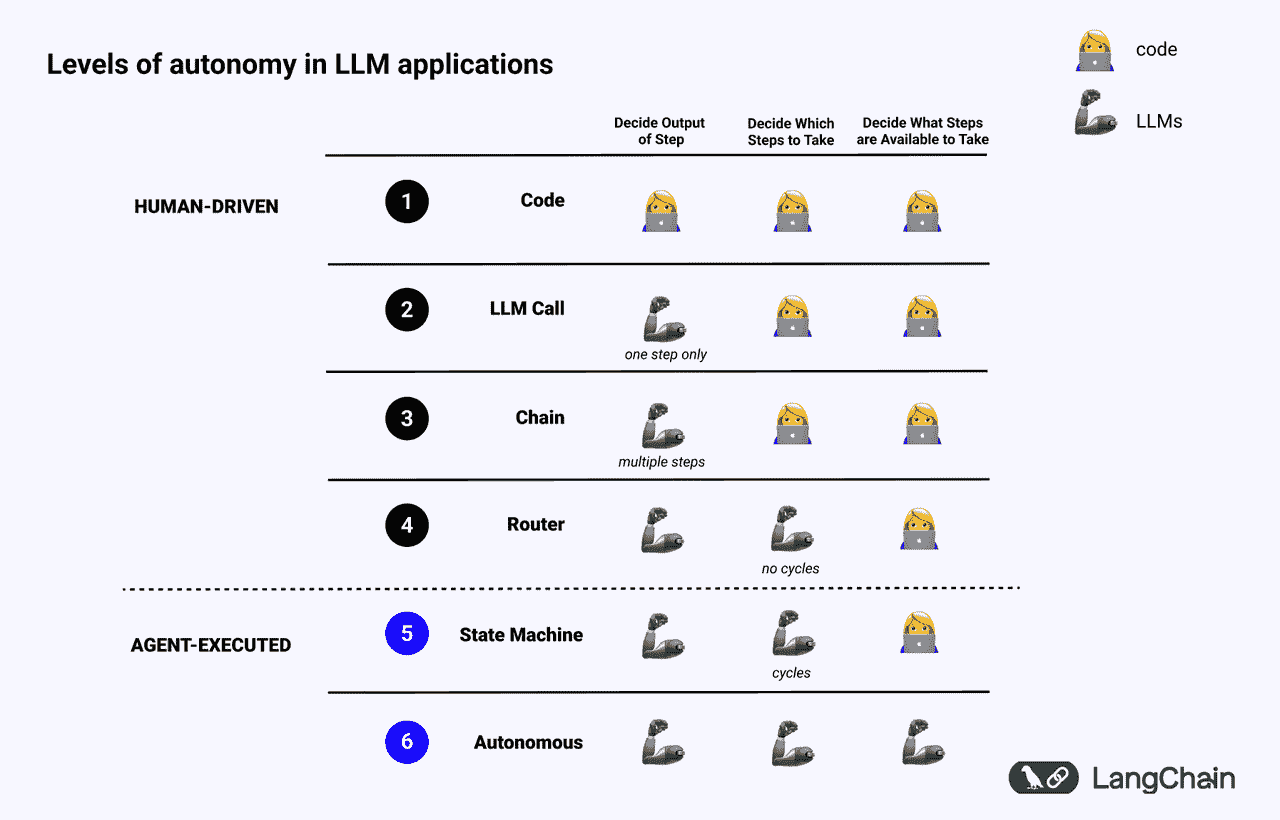 Levels of autonomy in LLM applications
code
LLMs
Decide Output
of Step
Decide Which
Steps to Take
Decide What Steps
are Available to Take
HUMAN-DRIVEN
1
Code
2
LLM Call
one step only
3
Chain
multiple steps
4
Router
no cycles
AGENT-EXECUTED
5
State Machine
cycles
6
Autonomous
LangChain